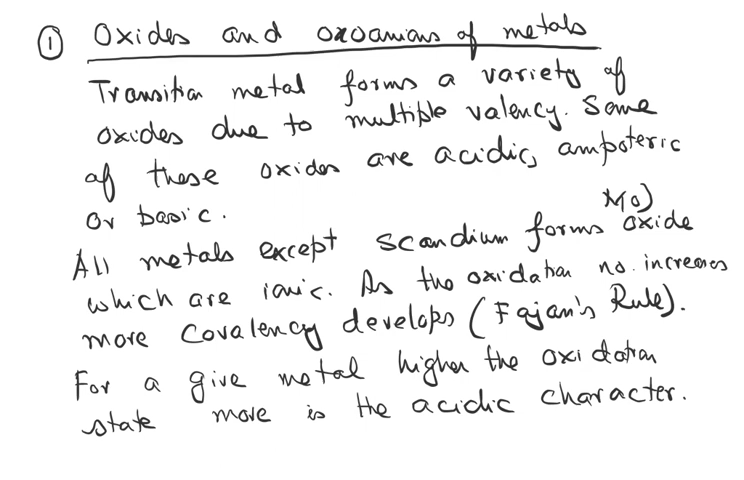 ① Oxides and oxoanions of metals
Transition metal forms a variety of
oxides due to multiple valency. Some
of these oxides are acidic, ampoteric
or basic.
MO)
All metals except scandium forms oxide
which are ionic. As the oxidation no. increases
more covalency develops (Fajan's Rule).
For a give metal higher the oxidation
state more is the acidic character.